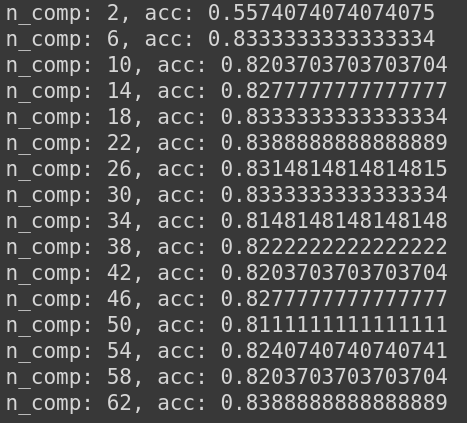 n_comp: 2, acc: 0.5574074074074075
n_comp: 6, acc: 0.8333333333333334
n_comp: 10, acc: 0.8203703703703704
n_comp: 14, acc: 0.8277777777777777
n_comp: 18, acc: 0.8333333333333334
n_comp: 22, acc: 0.8388888888888889
n_comp: 26, acc: 0.8314814814814815
n_comp: 30, acc: 0.8333333333333334
n_comp: 34, acc: 0.8148148148148148
n_comp: 38, acc: 0.8222222222222222
n_comp: 42, acc: 0.8203703703703704
n_comp: 46, acc: 0.8277777777777777
n_comp: 50, acc: 0.8111111111111111
n_comp: 54, acc: 0.8240740740740741
n_comp: 58, acc: 0.8203703703703704
n_comp: 62, acc: 0.8388888888888889